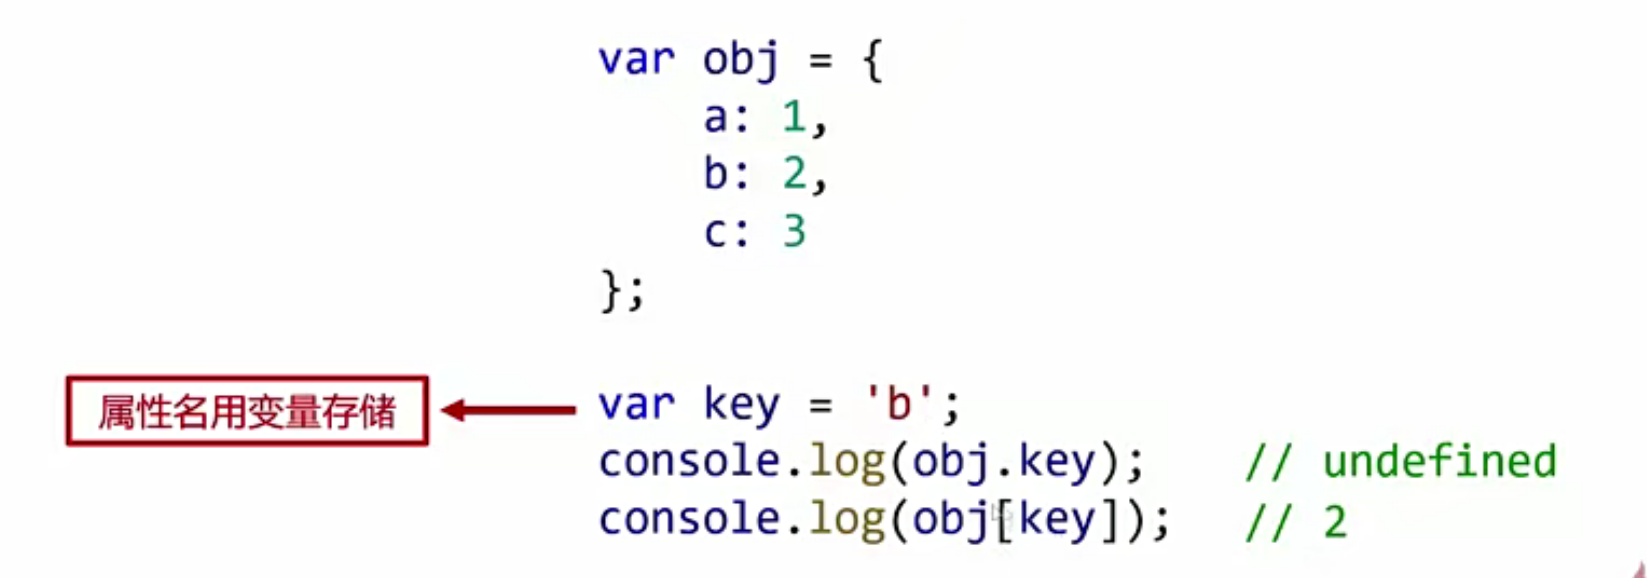 var obj = {
    a: 1,
    b: 2,
    c: 3
};
属性名用变量存储
var key = 'b';
console.log(obj.key);    // undefined
console.log(obj[key]);   // 2